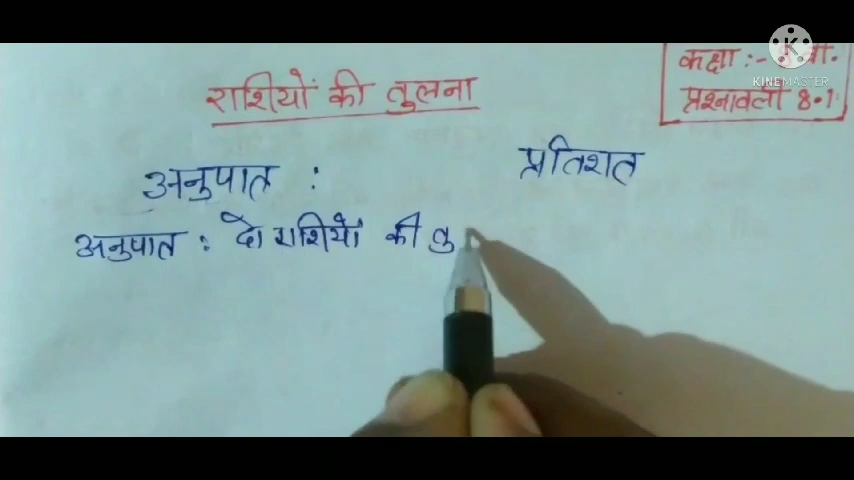 कक्षा :-
KINEMASTER
प्रश्नावली 8.1
राशियों की तुलना
अनुपात : प्रतिशत
अनुपात : दो राशियों की तु